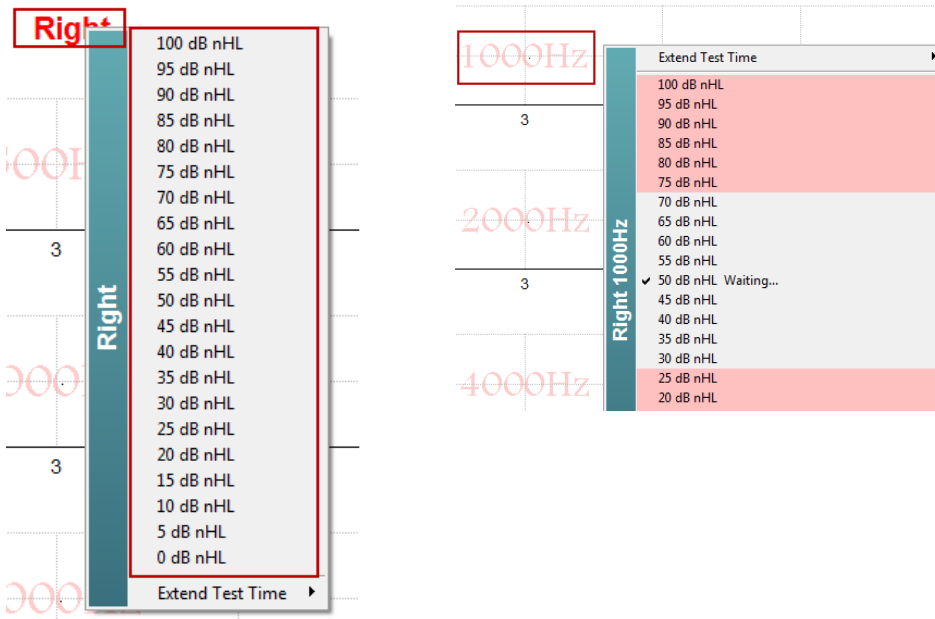 Right
100 dB nHL
95 dB nHL
90 dB nHL
85 dB nHL
80 dB nHL
75 dB nHL
70 dB nHL
65 dB nHL
60 dB nHL
55 dB nHL
50 dB nHL
45 dB nHL
40 dB nHL
35 dB nHL
30 dB nHL
25 dB nHL
20 dB nHL
15 dB nHL
10 dB nHL
5 dB nHL
0 dB nHL
Extend Test Time
Right
3
3
1000Hz
3
2000Hz
3
4000Hz
Right 1000Hz
Extend Test Time
100 dB nHL
95 dB nHL
90 dB nHL
85 dB nHL
80 dB nHL
75 dB nHL
70 dB nHL
65 dB nHL
60 dB nHL
55 dB nHL
50 dB nHL Waiting...
45 dB nHL
40 dB nHL
35 dB nHL
30 dB nHL
25 dB nHL
20 dB nHL